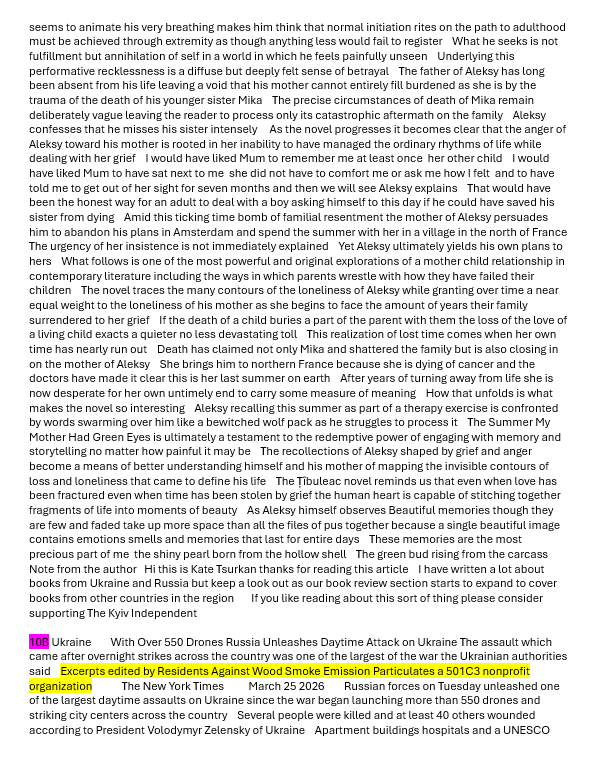 seems to animate his very breathing makes him think that normal initiation rites on the path to adulthood
must be achieved through extremity as though anything less would fail to register What he seeks is not
fulfillment but annihilation of self in a world in which he feels painfully unseen Underlying this
performative recklessness is a diffuse but deeply felt sense of betrayal The father of Aleksy has long
been absent from his life leaving a void that his mother cannot entirely fill burdened as she is by the
trauma of the death of his younger sister Mika The precise circumstances of death of Mika remain
deliberately vague leaving the reader to process only its catastrophic aftermath on the family Aleksy
confesses that he misses his sister intensely As the novel progresses it becomes clear that the anger of
Aleksy toward his mother is rooted in her inability to have managed the ordinary rhythms of life while
dealing with her grief I would have liked Mum to remember me at least once her other child I would
have liked Mum to have sat next to me she did not have to comfort me or ask me how I felt and to have
told me to get out of her sight for seven months and then we will see Aleksy explains That would have
been the honest way for an adult to deal with a boy asking himself to this day if he could have saved his
sister from dying Amid this ticking time bomb of familial resentment the mother of Aleksy persuades
him to abandon his plans in Amsterdam and spend the summer with her in a village in the north of France
The urgency of her insistence is not immediately explained Yet Aleksy ultimately yields his own plans to
hers What follows is one of the most powerful and original explorations of a mother child relationship in
contemporary literature including the ways in which parents wrestle with how they have failed their
children The novel traces the many contours of the loneliness of Aleksy while granting over time a near
equal weight to the loneliness of his mother as she begins to face the amount of years their family
surrendered to her grief If the death of a child buries a part of the parent with them the loss of the love of
a living child exacts a quieter no less devastating toll This realization of lost time comes when her own
time has nearly run out Death has claimed not only Mika and shattered the family but is also closing in
on the mother of Aleksy She brings him to northern France because she is dying of cancer and the
doctors have made it clear this is her last summer on earth After years of turning away from life she is
now desperate for her own untimely end to carry some measure of meaning How that unfolds is what
makes the novel so interesting Aleksy recalling this summer as part of a therapy exercise is confronted
by words swarming over him like a bewitched wolf pack as he struggles to process it The Summer My
Mother Had Green Eyes is ultimately a testament to the redemptive power of engaging with memory and
storytelling no matter how painful it may be The recollections of Aleksy shaped by grief and anger
become a means of better understanding himself and his mother of mapping the invisible contours of
loss and loneliness that came to define his life The Țîbuleac novel reminds us that even when love has
been fractured even when time has been stolen by grief the human heart is capable of stitching together
fragments of life into moments of beauty As Aleksy himself observes Beautiful memories though they
are few and faded take up more space than all the files of pus together because a single beautiful image
contains emotions smells and memories that last for entire days These memories are the most
precious part of me the shiny pearl born from the hollow shell The green bud rising from the carcass
Note from the author Hi this is Kate Tsurkan thanks for reading this article I have written a lot about
books from Ukraine and Russia but keep a look out as our book review section starts to expand to cover
books from other countries in the region If you like reading about this sort of thing please consider
supporting The Kyiv Independent
10B Ukraine With Over 550 Drones Russia Unleashes Daytime Attack on Ukraine The assault which
came after overnight strikes across the country was one of the largest of the war the Ukrainian authorities
said Excerpts edited by Residents Against Wood Smoke Emission Particulates a 501C3 nonprofit
organization The New York Times March 25 2026 Russian forces on Tuesday unleashed one
of the largest daytime assaults on Ukraine since the war began launching more than 550 drones and
striking city centers across the country Several people were killed and at least 40 others wounded
according to President Volodymyr Zelensky of Ukraine Apartment buildings hospitals and a UNESCO